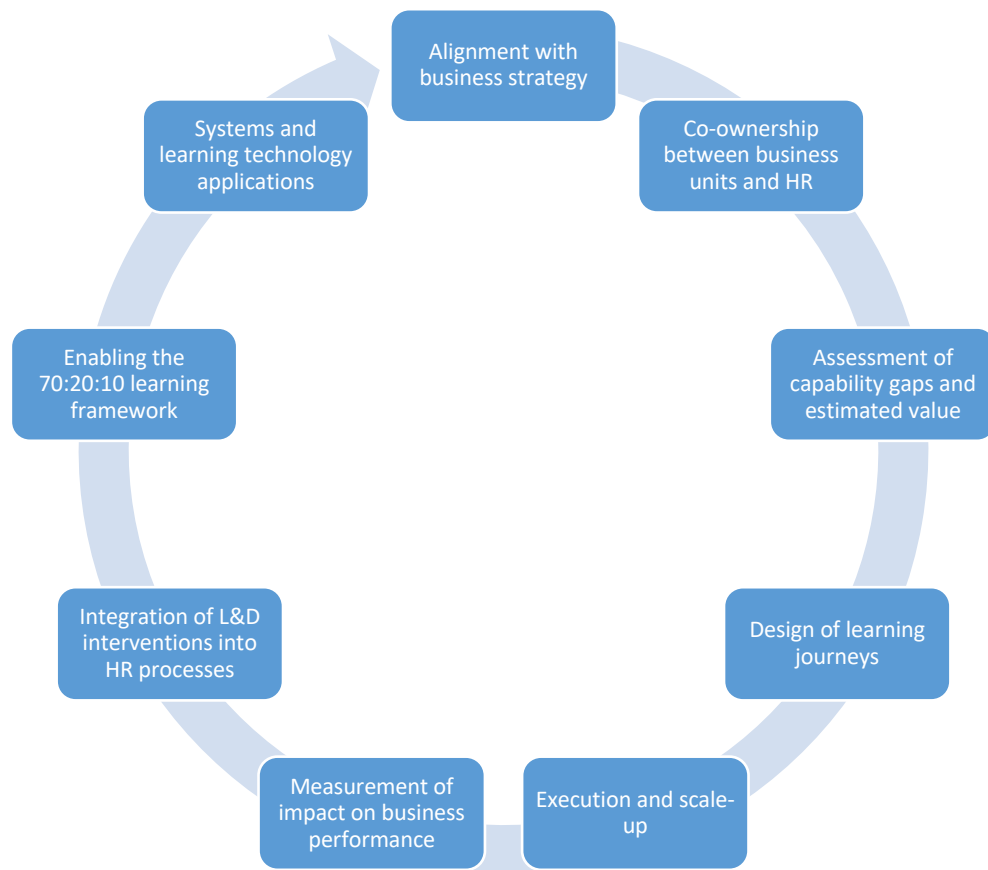 Alignment with
business strategy
Co-ownership
between business
units and HR
Assessment of
capability gaps and
estimated value
Design of learning
journeys
Execution and scale-
up
Measurement of
impact on business
performance
Integration of L&D
interventions into
HR processes
Enabling the
70:20:10 learning
framework
Systems and
learning technology
applications